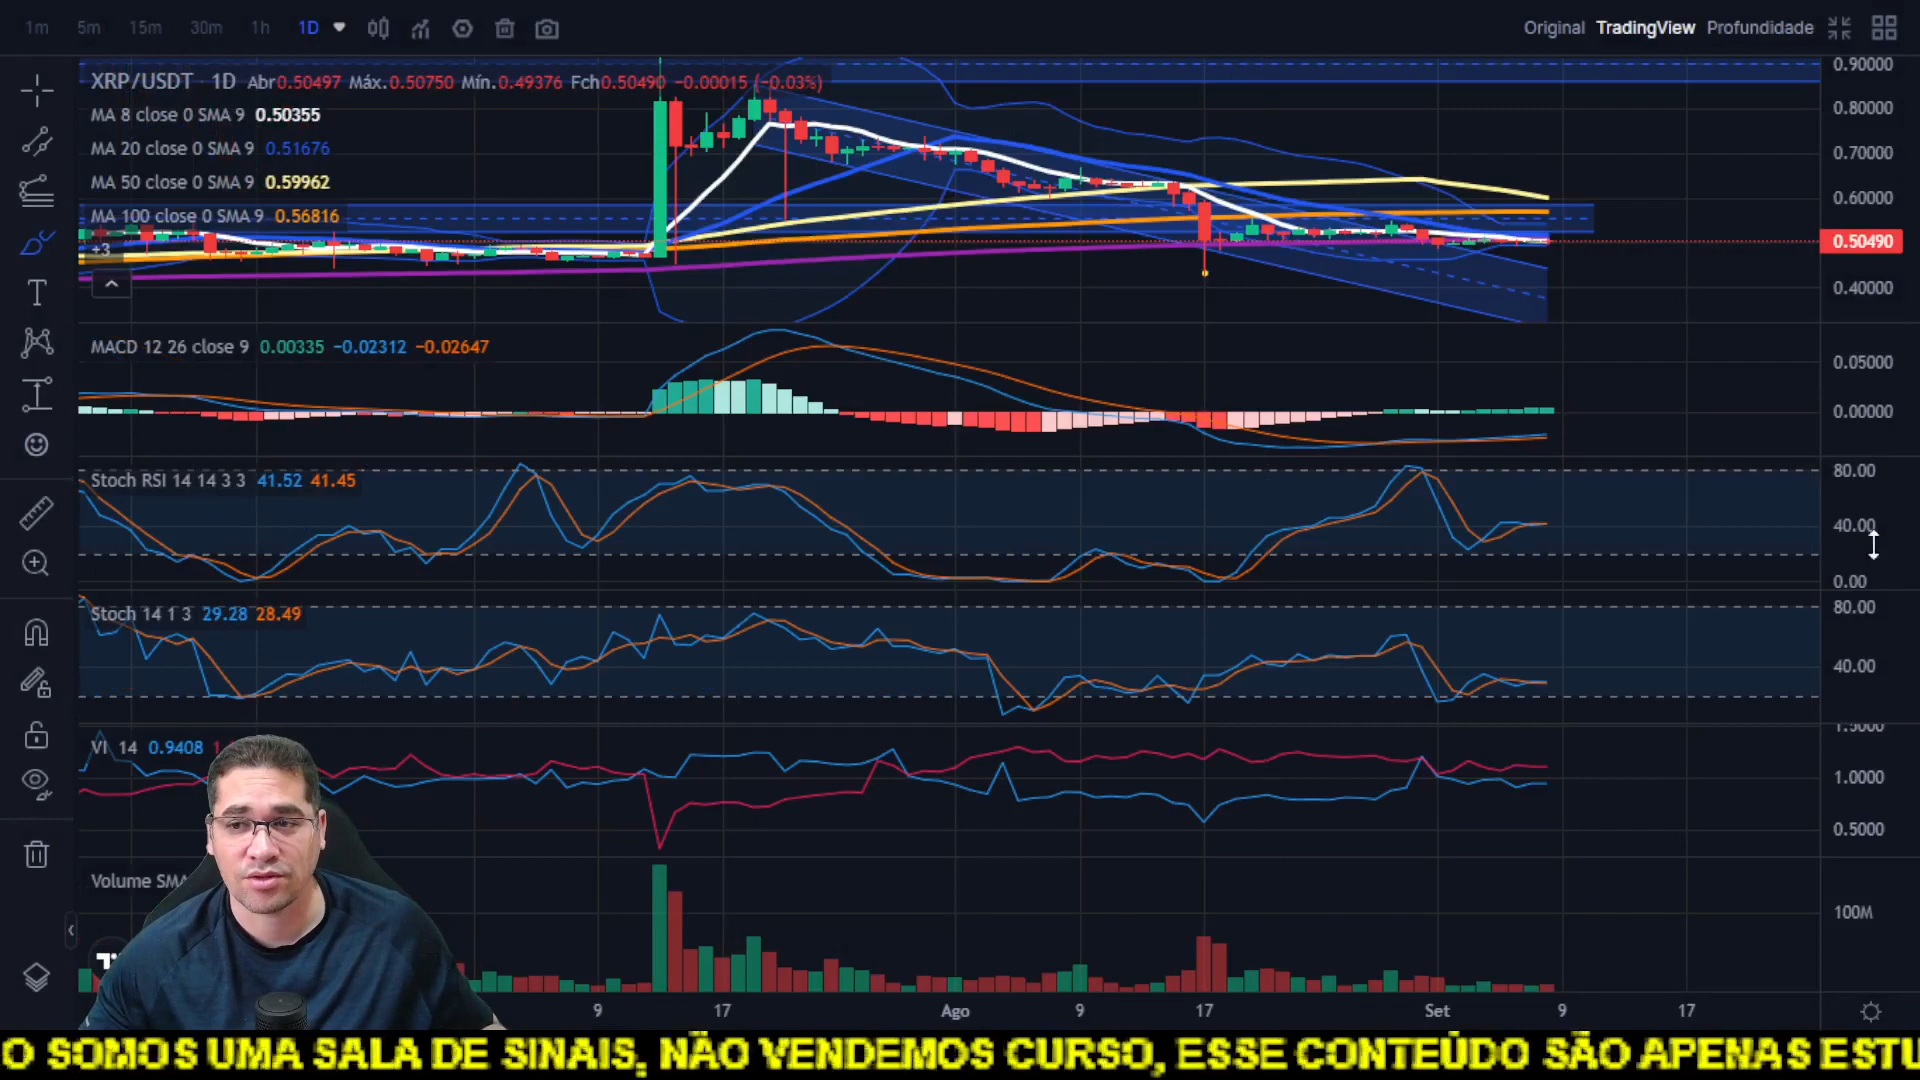 1m 5m 15m 30m 1h 1D
Original TradingView Profundidade
XRP/USDT · 1D Abr0.50497 Máx.0.50750 Mín.0.49376 Fch0.50490 −0.00015 (−0.03%)
MA 8 close 0 SMA 9 0.50355
MA 20 close 0 SMA 9 0.51676
MA 50 close 0 SMA 9 0.59962
MA 100 close 0 SMA 9 0.56816
+3
0.90000
0.80000
0.70000
0.60000
0.50490
0.40000
MACD 12 26 close 9 0.00335 −0.02312 −0.02647
0.05000
0.00000
Stoch RSI 14 14 3 3 41.52 41.45
80.00
40.00
0.00
Stoch 14 1 3 29.28 28.49
80.00
40.00
VI 14 0.9408
1.5000
1.0000
0.5000
Volume SMA
100M
9 17 Ago 9 17 Set 9 17
O SOMOS UMA SALA DE SINAIS, NÃO VENDEMOS CURSO, ESSE CONTEÚDO SÃO APENAS ESTU